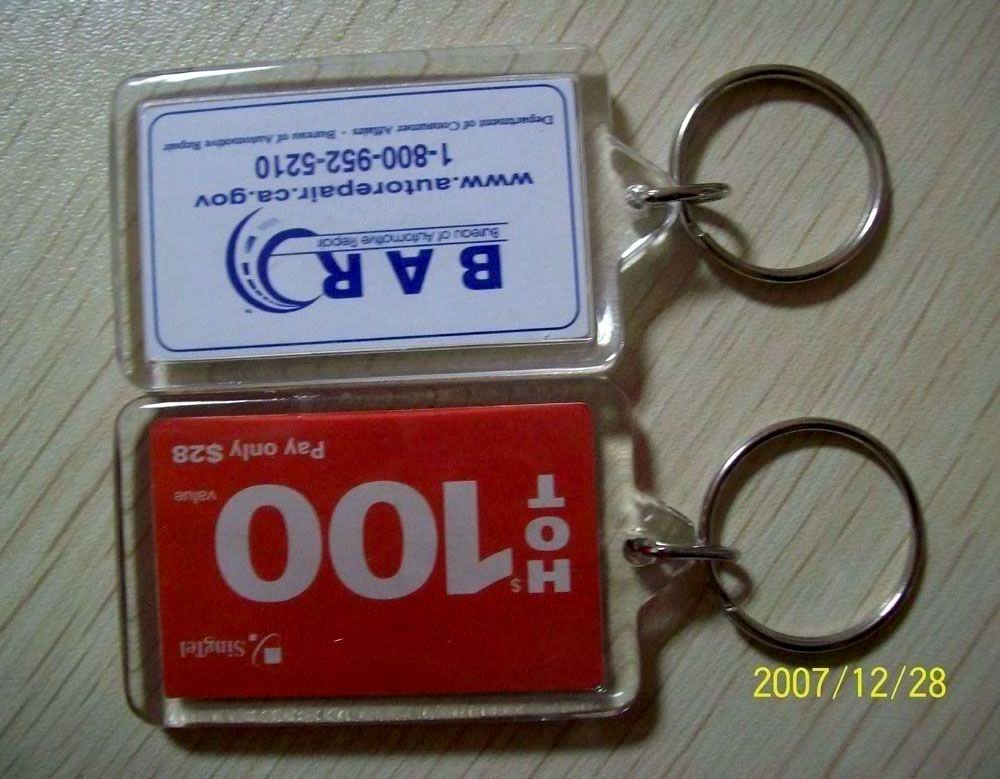 BAR
Bureau of Automotive Repair
www.autorepair.ca.gov
1-800-952-5210
Department of Consumer Affairs - Bureau of Automotive Repair
SingTel
HOT
$100
value
Pay only $28
2007/12/28